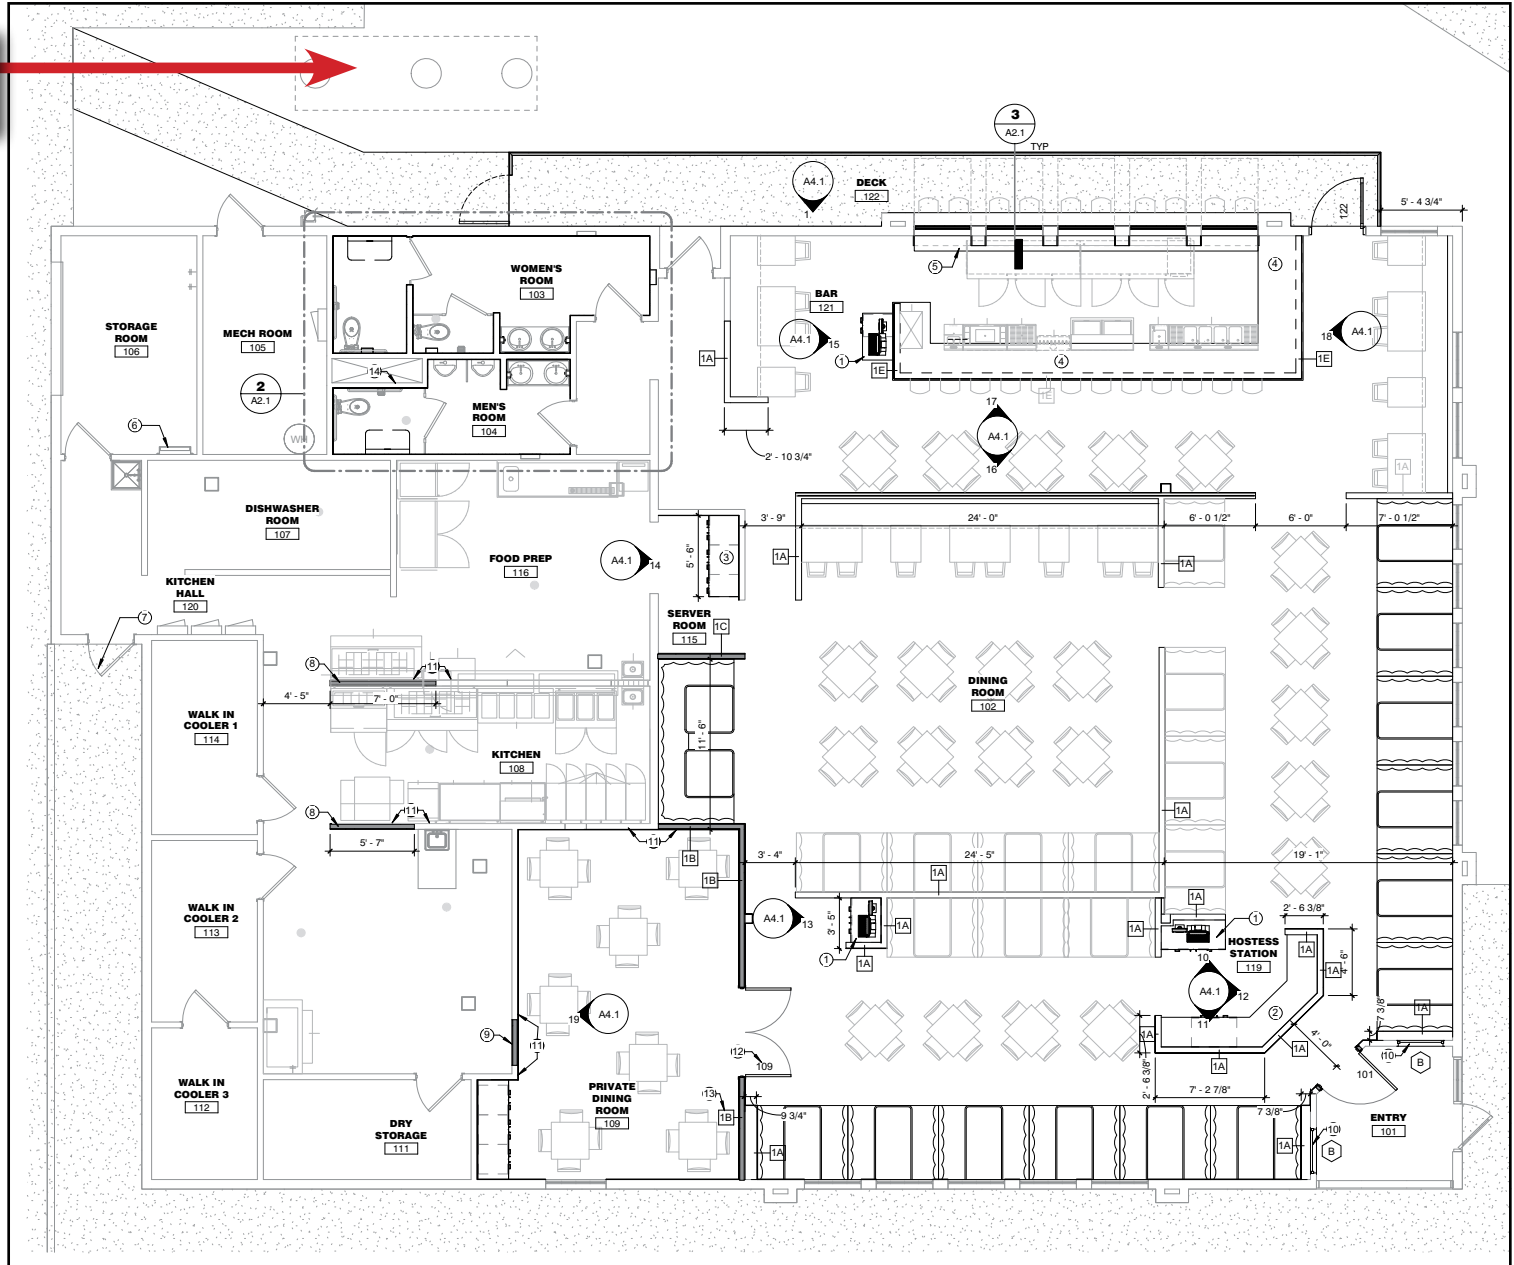 3
A2.1
TYP
A4.1
1
DECK
122
122
5' - 4 3/4"
WOMEN'S
ROOM
103
BAR
121
5
4
STORAGE
ROOM
106
MECH ROOM
105
A4.1
15
1
1A
1E
4
1E
1E
18
A4.1
14
2
A2.1
MEN'S
ROOM
104
6
WH
17
A4.1
16
2' - 10 3/4"
1A
DISHWASHER
ROOM
107
FOOD PREP
116
A4.1
14
5' - 6"
3
3' - 9"
24' - 0"
6' - 0 1/2"
6' - 0"
7' - 0 1/2"
1A
1A
KITCHEN
HALL
120
7
SERVER
ROOM
115
1C
8
11
4' - 5"
7' - 0"
DINING
ROOM
102
WALK IN
COOLER 1
114
11' - 6"
KITCHEN
108
8
11
5' - 7"
11
1B
1A
3' - 4"
24' - 5"
19' - 1"
1B
1A
WALK IN
COOLER 2
113
A4.1
13
3' - 5"
1A
1A
1
1A
1A
1
2' - 6 3/8"
HOSTESS
STATION
119
1A
1A
4' - 6"
10
A4.1
12
11
2
19
A4.1
9
11
12
109
1A
1A
1A
4' - 0"
7 3/8"
1A
10
B
101
2' - 6 3/8"
7' - 2 7/8"
WALK IN
COOLER 3
112
PRIVATE
DINING
ROOM
109
13
1B
9 3/4"
7 3/8"
DRY
STORAGE
111
1A
1A
10
B
ENTRY
101